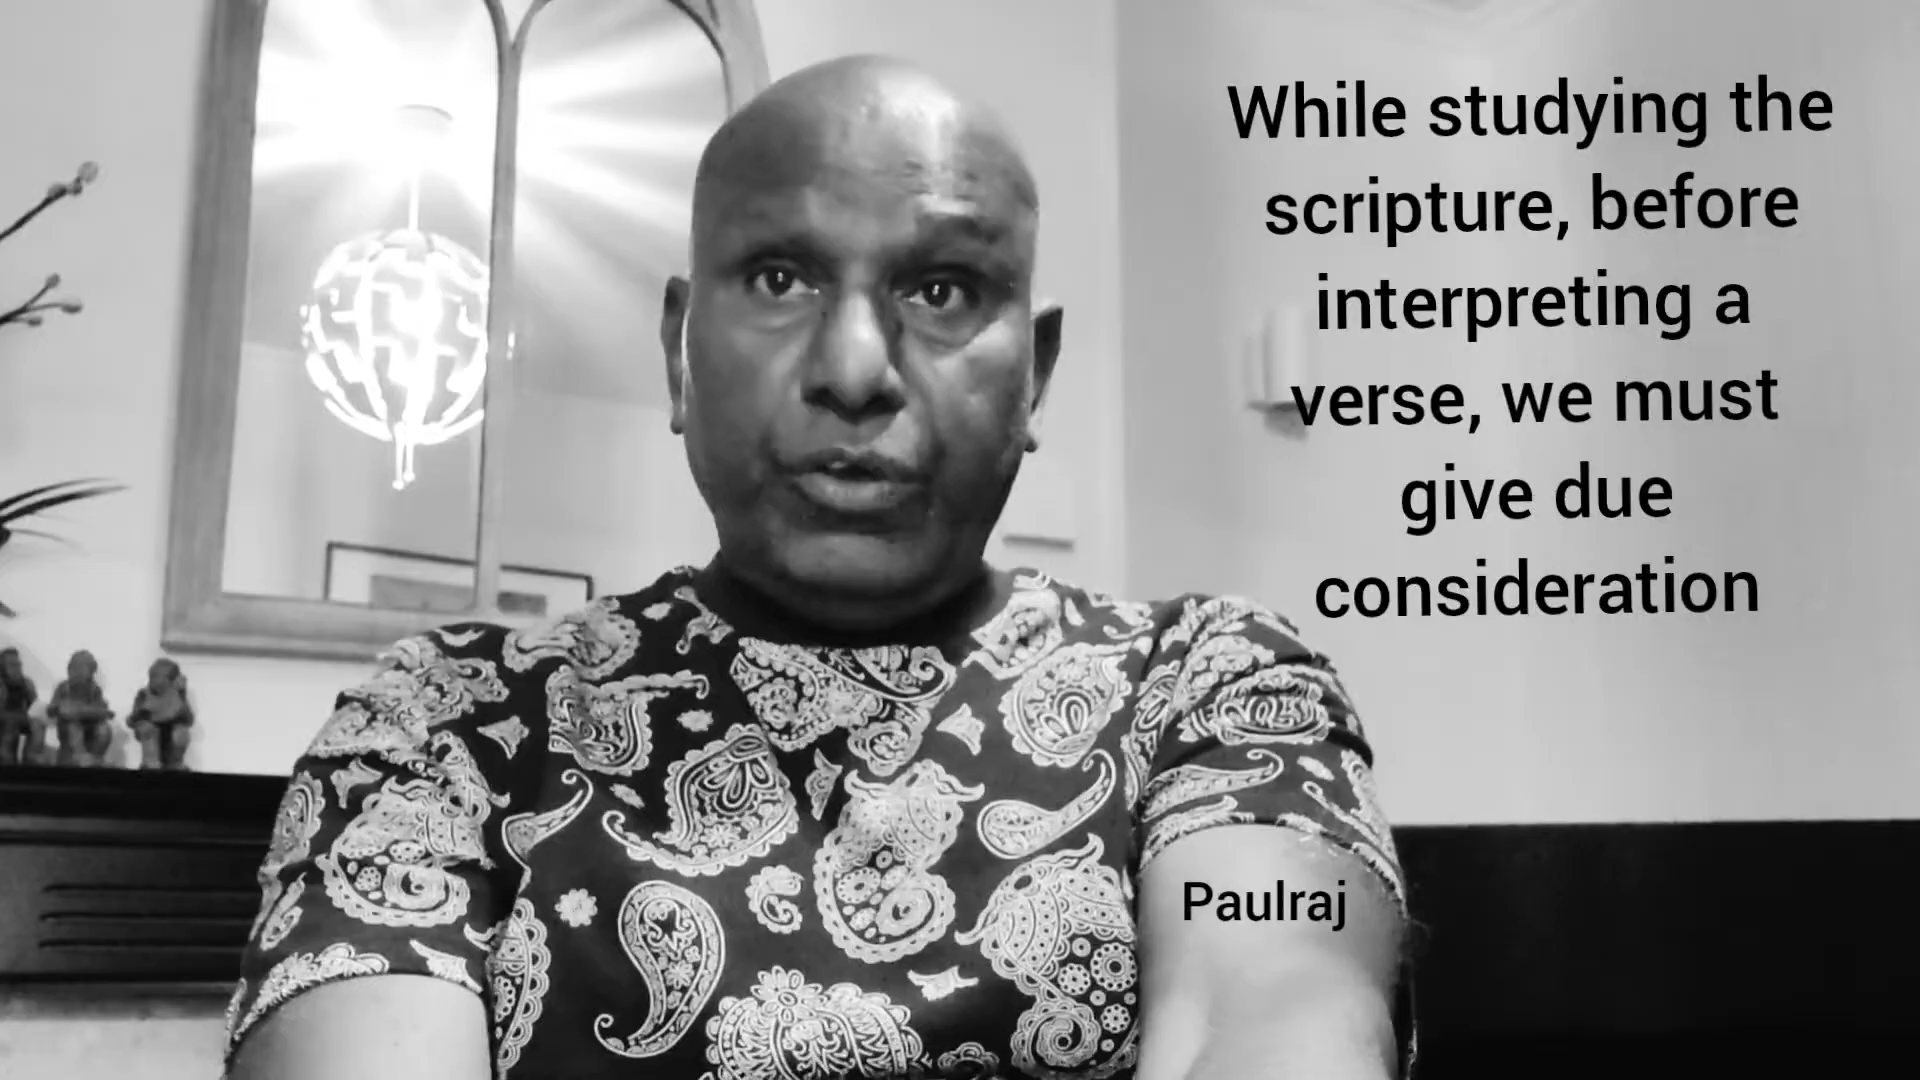 While studying the
scripture, before
interpreting a
verse, we must
give due
consideration
Paulraj